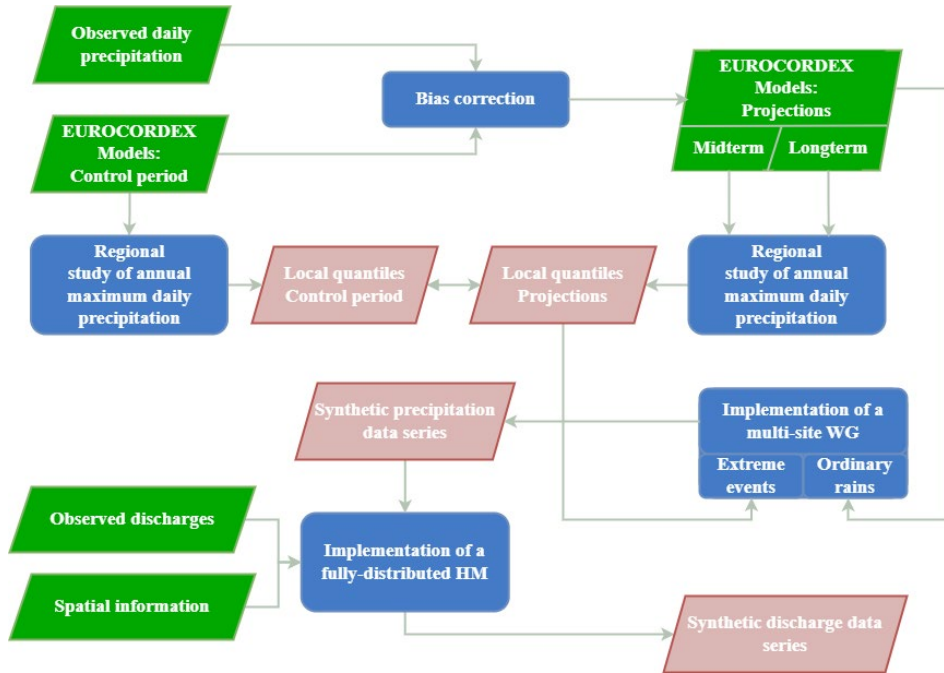 Observed daily
precipitation
Bias correction
EUROCORDEX
Models:
Projections
Midterm
Longterm
EUROCORDEX
Models:
Control period
Regional
study of annual
maximum daily
precipitation
Local quantiles
Control period
Local quantiles
Projections
Regional
study of annual
maximum daily
precipitation
Synthetic precipitation
data series
Implementation of a
multi-site WG
Extreme
events
Ordinary
rains
Observed discharges
Spatial information
Implementation of a
fully-distributed HM
Synthetic discharge data
series